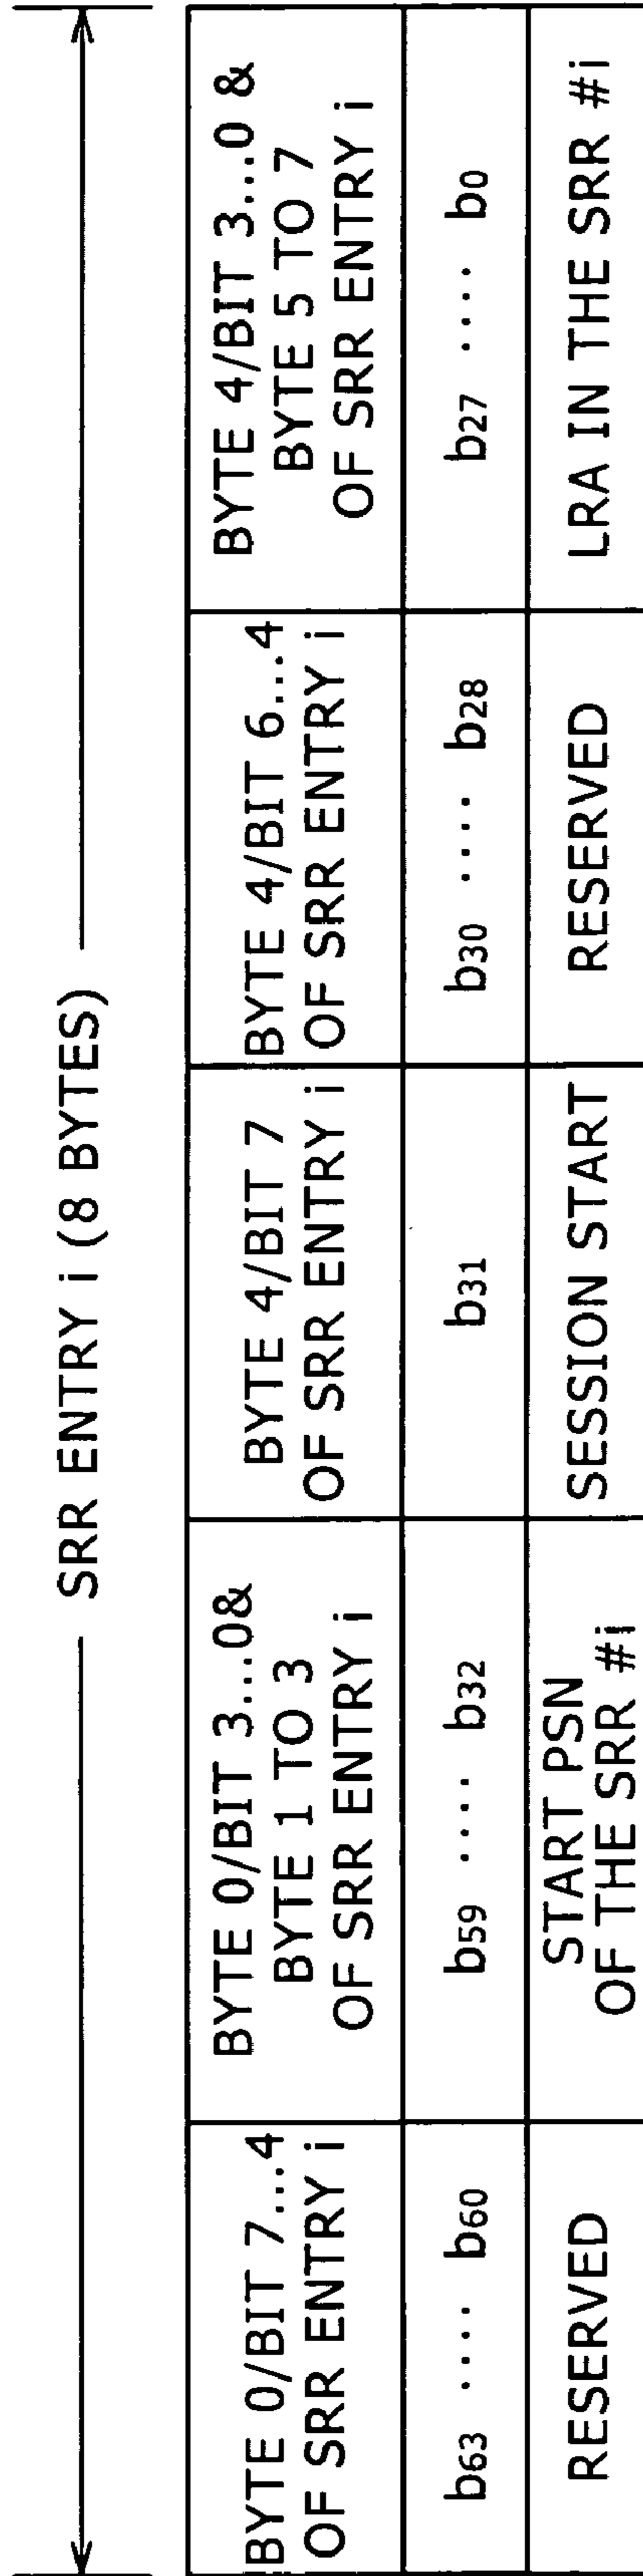 SRR ENTRY i (8 BYTES)
BYTE 0/BIT 7...4
OF SRR ENTRY i
BYTE 0/BIT 3...0&
BYTE 1 TO 3
OF SRR ENTRY i
BYTE 4/BIT 7
OF SRR ENTRY i
BYTE 4/BIT 6...4
OF SRR ENTRY i
BYTE 4/BIT 3...0 &
BYTE 5 TO 7
OF SRR ENTRY i
b63 .... b60
b59 .... b32
b31
b30 .... b28
b27 .... b0
RESERVED
START PSN
OF THE SRR #i
SESSION START
RESERVED
LRA IN THE SRR #i